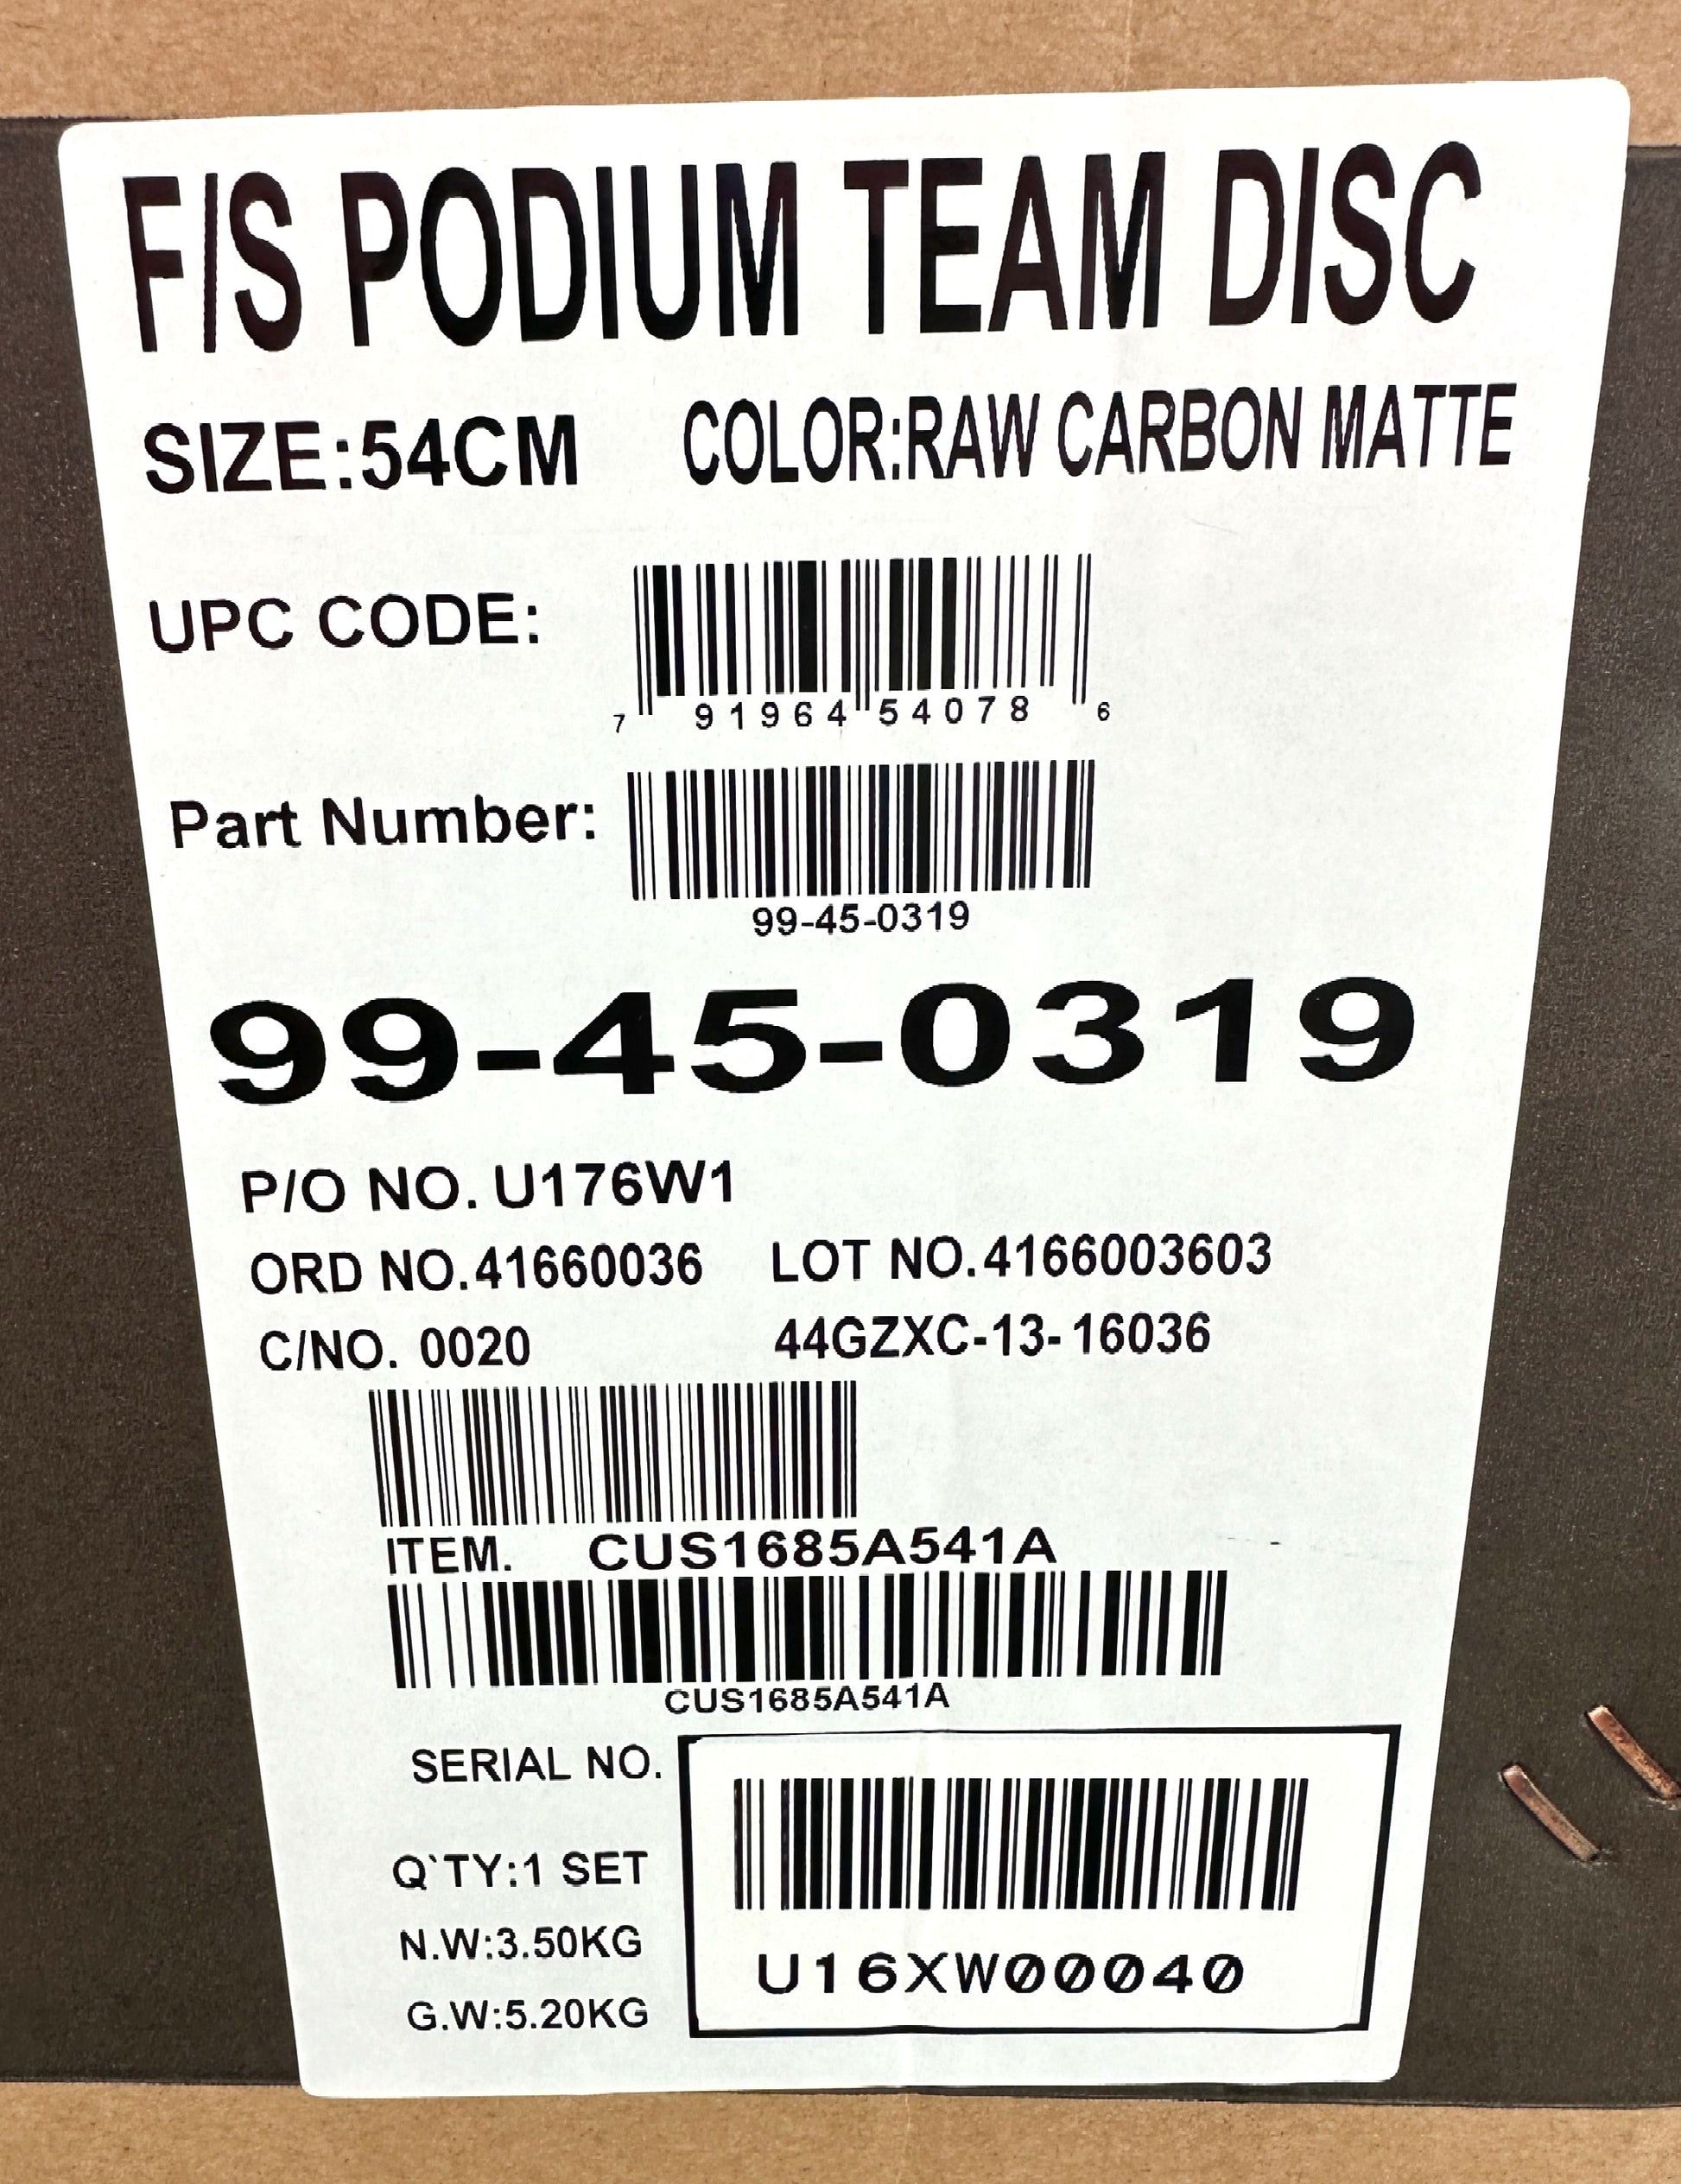 F/S PODIUM TEAM DISC
SIZE:54CM COLOR:RAW CARBON MATTE
UPC CODE:
7 91964 54078 6
Part Number:
99-45-0319
99-45-0319
P/O NO. U176W1
ORD NO.41660036 LOT NO.4166003603
C/NO. 0020 44GZXC-13-16036
ITEM. CUS1685A541A
CUS1685A541A
SERIAL NO.
Q`TY:1 SET
N.W:3.50KG
G.W:5.20KG
U16XW00040